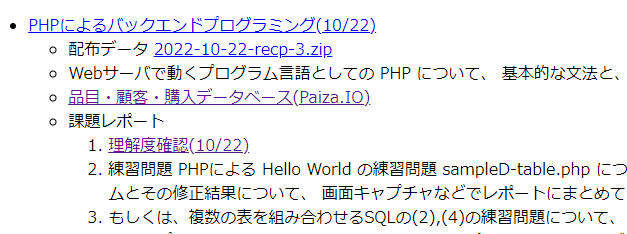 PHPによるバックエンドプログラミング(10/22)
配布データ 2022-10-22-recp-3.zip
Webサーバで動くプログラム言語としての PHP について、 基本的な文法と、
品目・顧客・購入データベース(Paiza.IO)
課題レポート
1. 理解度確認(10/22)
2. 練習問題 PHPによる Hello World の練習問題 sampleD-table.php につ
ムとその修正結果について、 画面キャプチャなどでレポートにまとめて
3. もしくは、複数の表を組み合わせるSQLの(2),(4)の練習問題について、